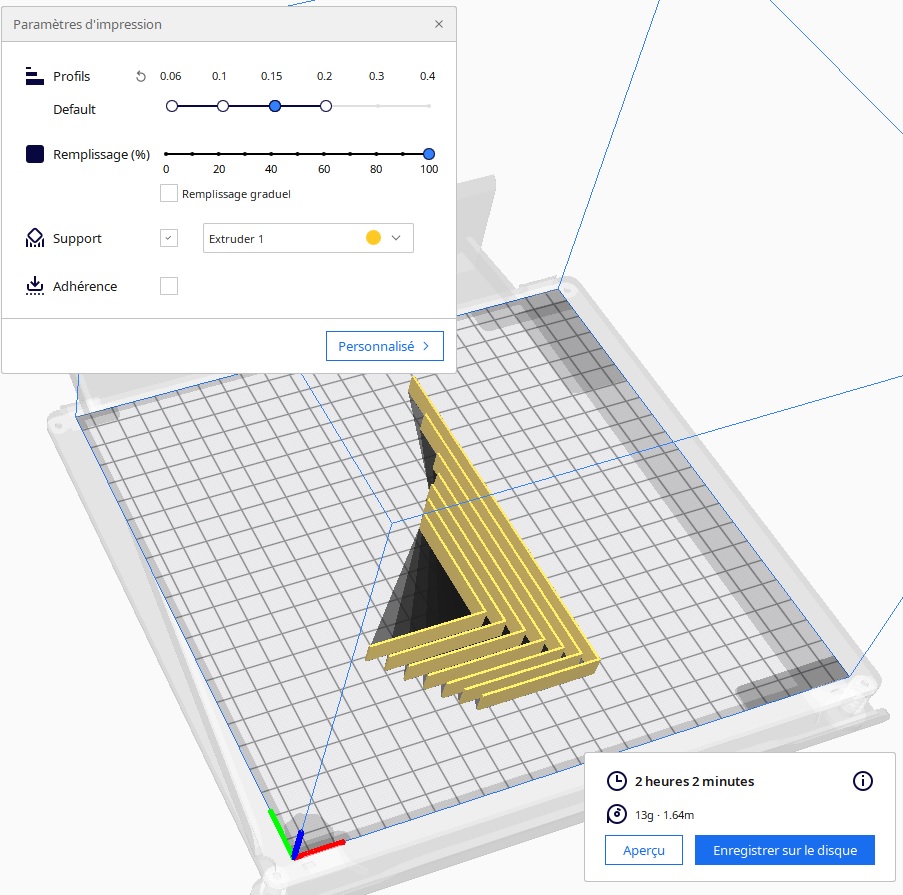 Paramètres d'impression
Profils 0.06 0.1 0.15 0.2 0.3 0.4
Default
Remplissage (%)
0 20 40 60 80 100
Remplissage graduel
Support Extruder 1
Adhérence
Personnalisé
2 heures 2 minutes
13g · 1.64m
Aperçu Enregistrer sur le disque